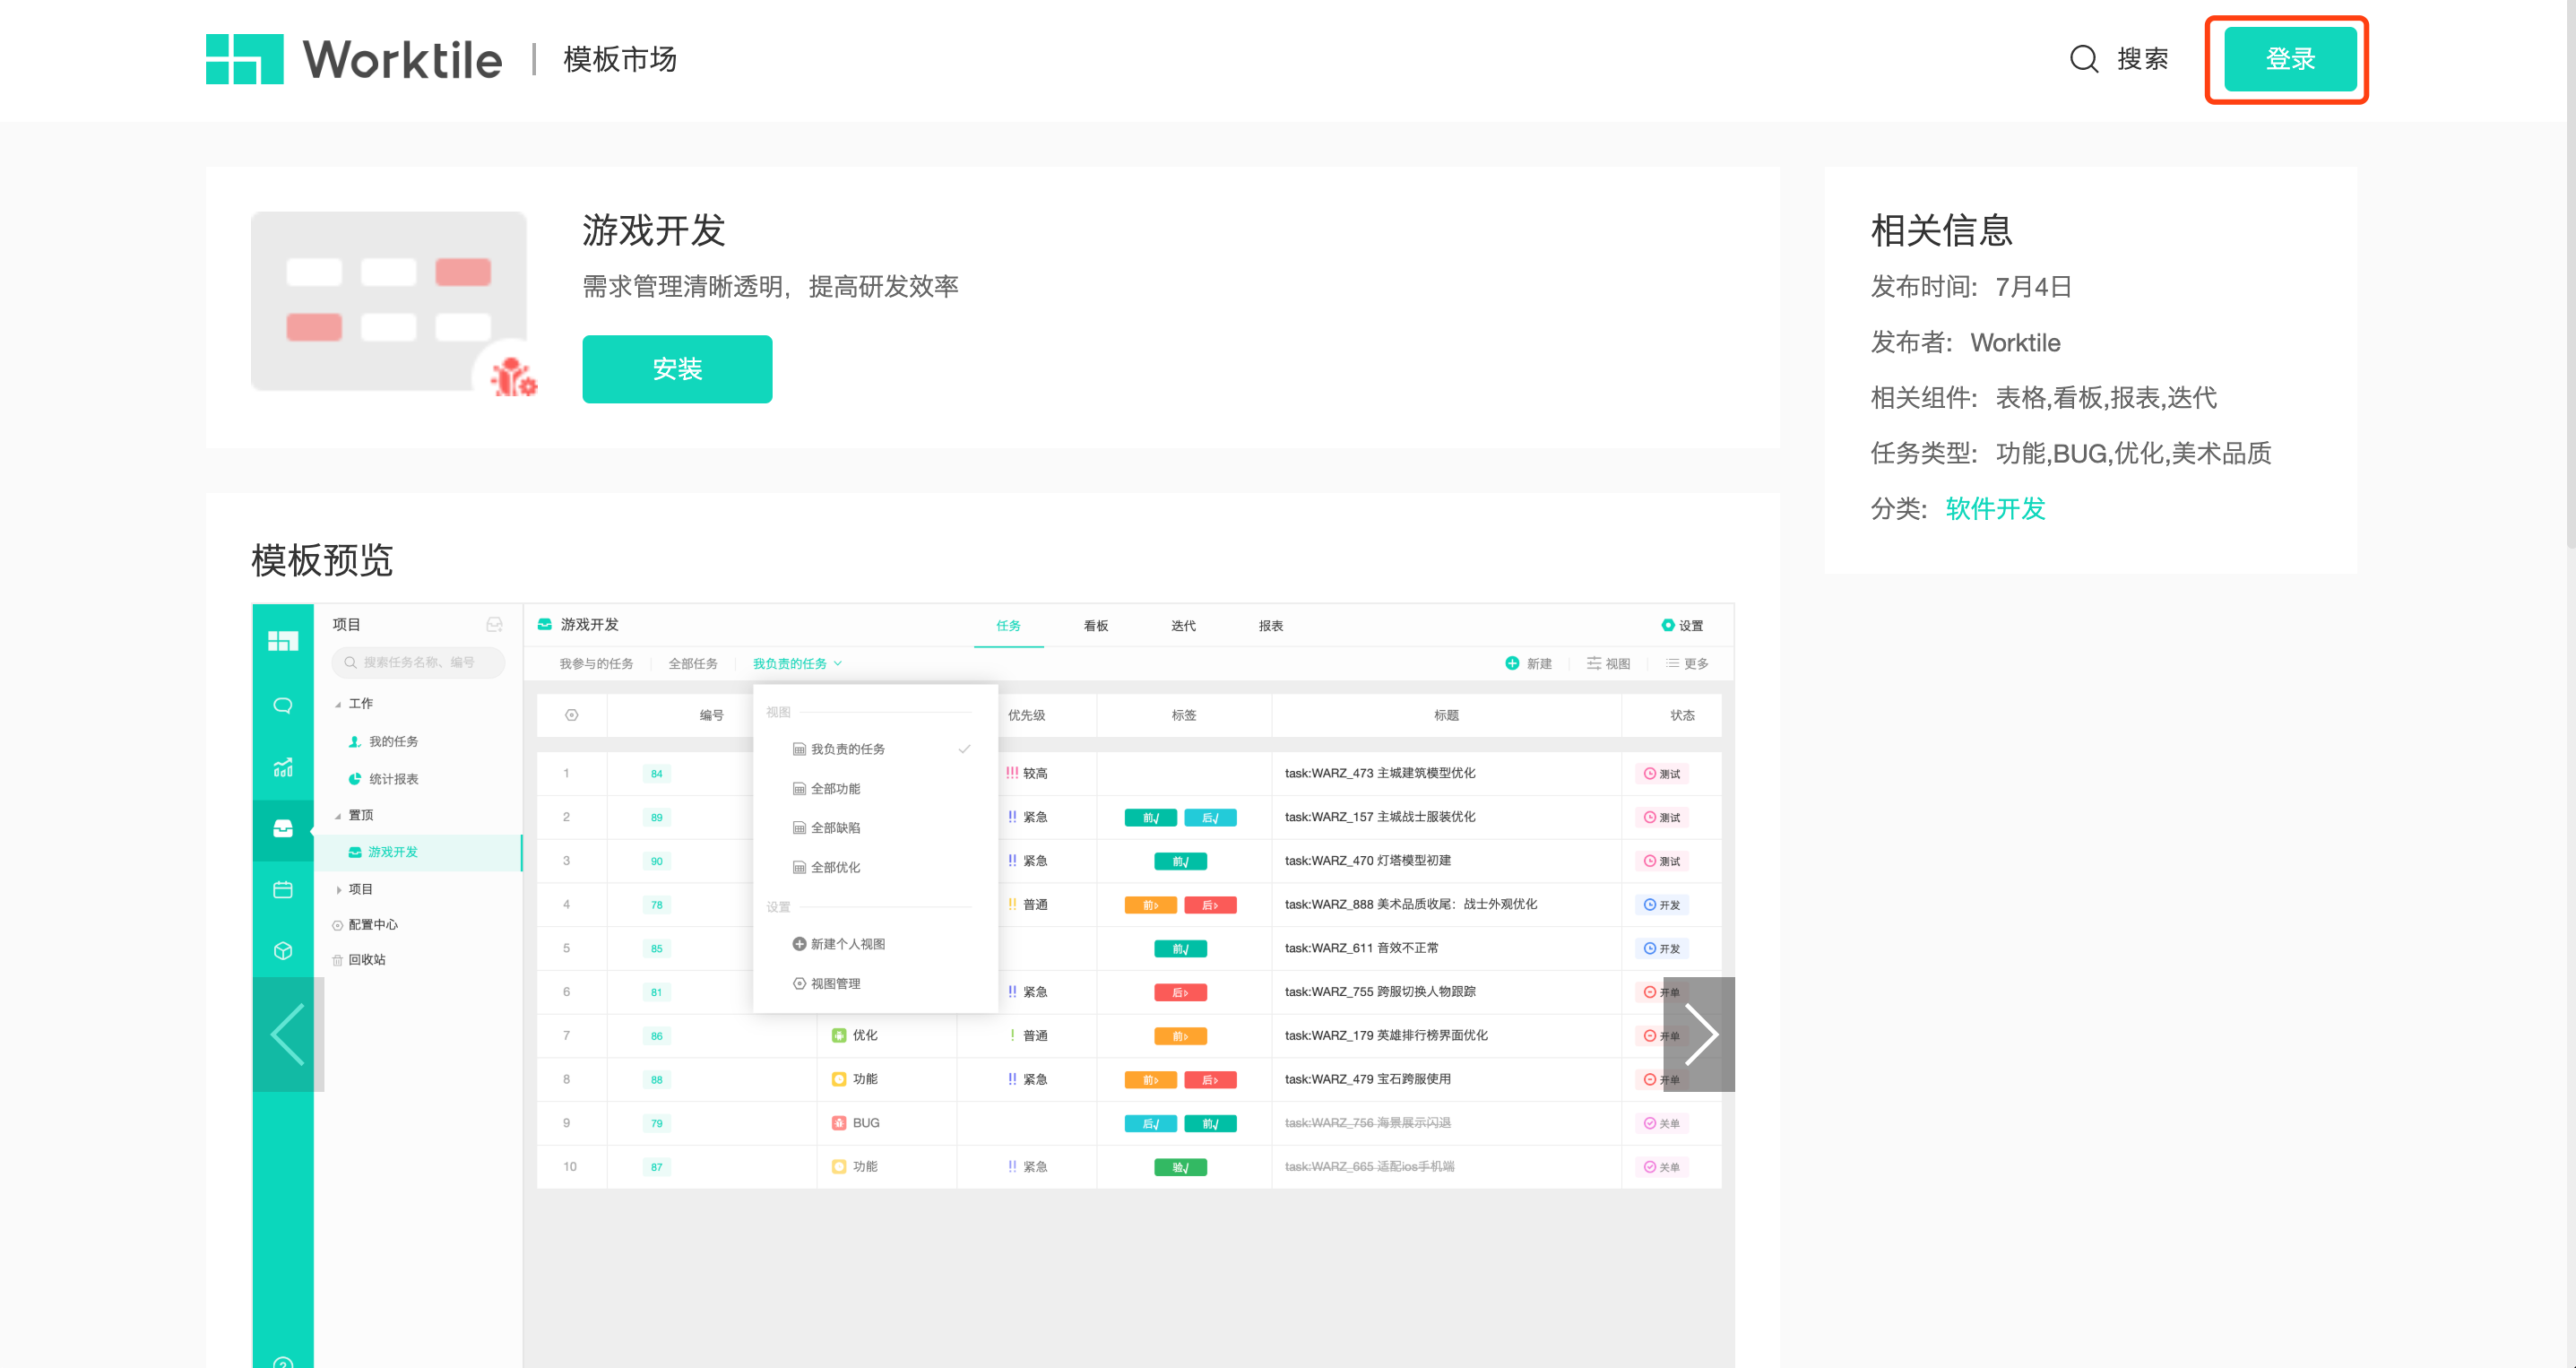 Worktile | 模板市场
搜索
登录
游戏开发
需求管理清晰透明，提高研发效率
安装
相关信息
发布时间： 7月4日
发布者： Worktile
相关组件： 表格,看板,报表,迭代
任务类型： 功能,BUG,优化,美术品质
分类： 软件开发
模板预览
项目
搜索任务名称、编号
工作
我的任务
统计报表
置顶
游戏开发
项目
配置中心
回收站
游戏开发
任务 看板 迭代 报表
设置
我参与的任务 全部任务 我负责的任务
新建 视图 更多
视图
我负责的任务
全部功能
全部缺陷
全部优化
设置
新建个人视图
视图管理
编号 优先级 标签 标题 状态
1 84 !!! 较高 task:WARZ_473 主城建筑模型优化 测试
2 89 !! 紧急 前√ 后√ task:WARZ_157 主城战士服装优化 测试
3 90 !! 紧急 前√ task:WARZ_470 灯塔模型初建 测试
4 78 !! 普通 前▷ 后▷ task:WARZ_888 美术品质收尾：战士外观优化 开发
5 85 前√ task:WARZ_611 音效不正常 开发
6 81 !! 紧急 后▷ task:WARZ_755 跨服切换人物跟踪 开单
7 86 优化 ! 普通 前▷ task:WARZ_179 英雄排行榜界面优化 开单
8 88 功能 !! 紧急 前▷ 后▷ task:WARZ_479 宝石跨服使用 开单
9 79 BUG 后√ 前√ task:WARZ_756 海景展示闪退 关单
10 87 功能 !! 紧急 验√ task:WARZ_665 适配ios手机端 关单